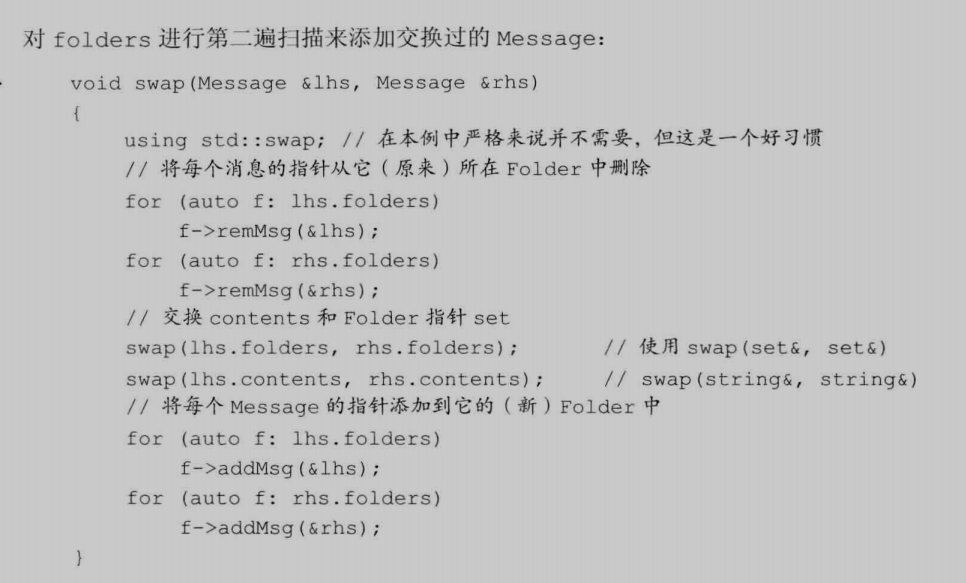 对 folders 进行第二遍扫描来添加交换过的 Message:
void swap(Message &lhs, Message &rhs)
{
    using std::swap; // 在本例中严格来说并不需要，但这是一个好习惯
    // 将每个消息的指针从它（原来）所在 Folder 中删除
    for (auto f: lhs.folders)
        f->remMsg(&lhs);
    for (auto f: rhs.folders)
        f->remMsg(&rhs);
    // 交换 contents 和 Folder 指针 set
    swap(lhs.folders, rhs.folders);      // 使用 swap(set&, set&)
    swap(lhs.contents, rhs.contents);    // swap(string&, string&)
    // 将每个 Message 的指针添加到它的（新）Folder 中
    for (auto f: lhs.folders)
        f->addMsg(&lhs);
    for (auto f: rhs.folders)
        f->addMsg(&rhs);
}